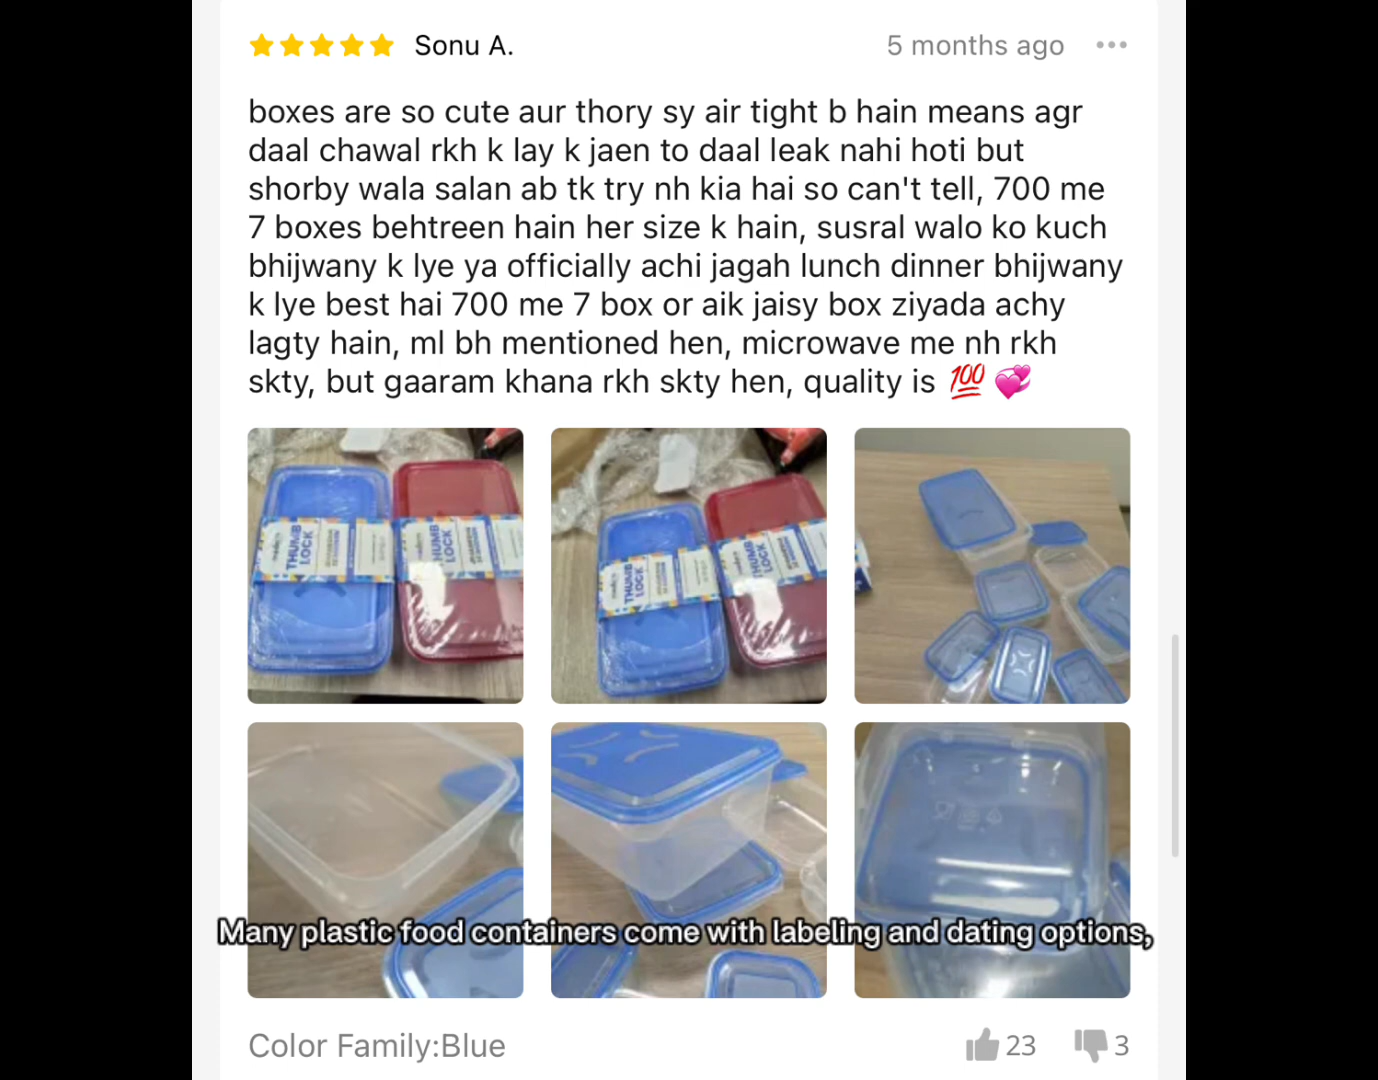 Sonu A.
5 months ago
boxes are so cute aur thory sy air tight b hain means agr
daal chawal rkh k lay k jaen to daal leak nahi hoti but
shorby wala salan ab tk try nh kia hai so can't tell, 700 me
7 boxes behtreen hain her size k hain, susral walo ko kuch
bhijwany k lye ya officially achi jagah lunch dinner bhijwany
k lye best hai 700 me 7 box or aik jaisy box ziyada achy
lagty hain, ml bh mentioned hen, microwave me nh rkh
skty, but gaaram khana rkh skty hen, quality is 💯 💞
THUMB
LOCK
HUMB
LOCK
THUMB
LOCK
HUMB
LOCK
Many plastic food containers come with labeling and dating options,
Color Family:Blue
23
3